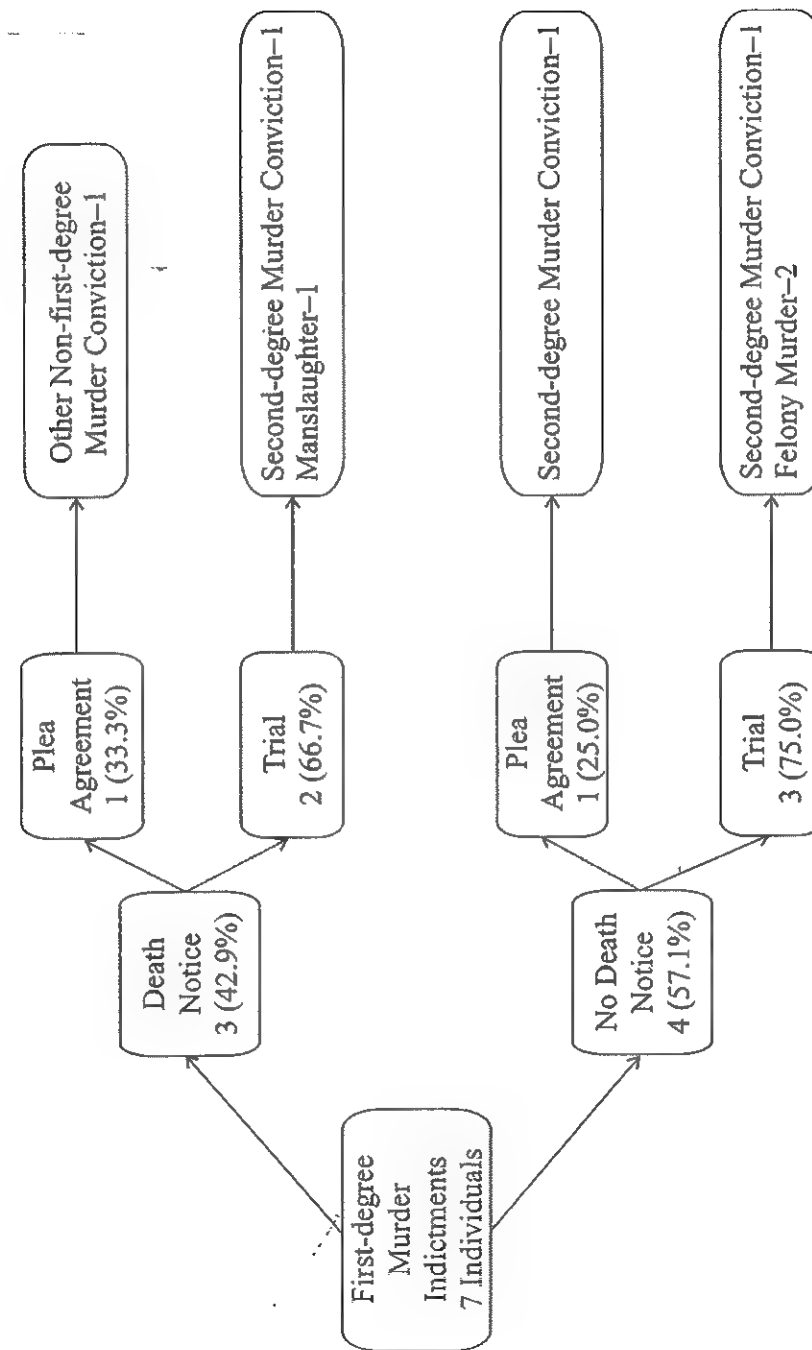 First-degree
Murder
Indictments
7 Individuals
Death
Notice
3 (42.9%)
No Death
Notice
4 (57.1%)
Plea
Agreement
1 (33.3%)
Trial
2 (66.7%)
Plea
Agreement
1 (25.0%)
Trial
3 (75.0%)
Other Non-first-degree
Murder Conviction–1
Second-degree Murder Conviction–1
Manslaughter–1
Second-degree Murder Conviction–1
Second-degree Murder Conviction–1
Felony Murder–2